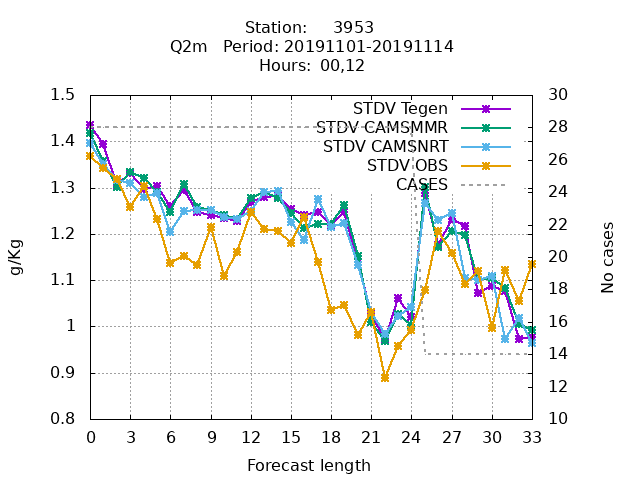 Station: 3953
Q2m Period: 20191101-20191114
Hours: 00,12
1.5 30
STDV Tegen
STDV CAMSMMR
STDV CAMSNRT
STDV OBS
CASES
1.4
1.3
1.2
1.1
1
0.9
0.8
28
26
24
22
20
18
16
14
12
10
g/Kg
No cases
0 3 6 9 12 15 18 21 24 27 30 33
Forecast length